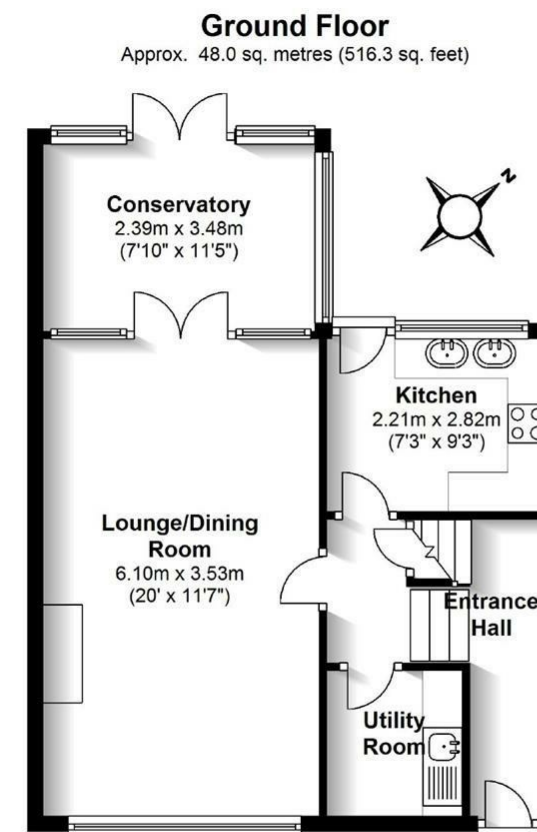 Ground Floor
Approx. 48.0 sq. metres (516.3 sq. feet)
Conservatory
2.39m x 3.48m
(7'10" x 11'5")
N
Kitchen
2.21m x 2.82m
(7'3" x 9'3")
Lounge/Dining
Room
6.10m x 3.53m
(20' x 11'7")
Entrance
Hall
Utility
Room